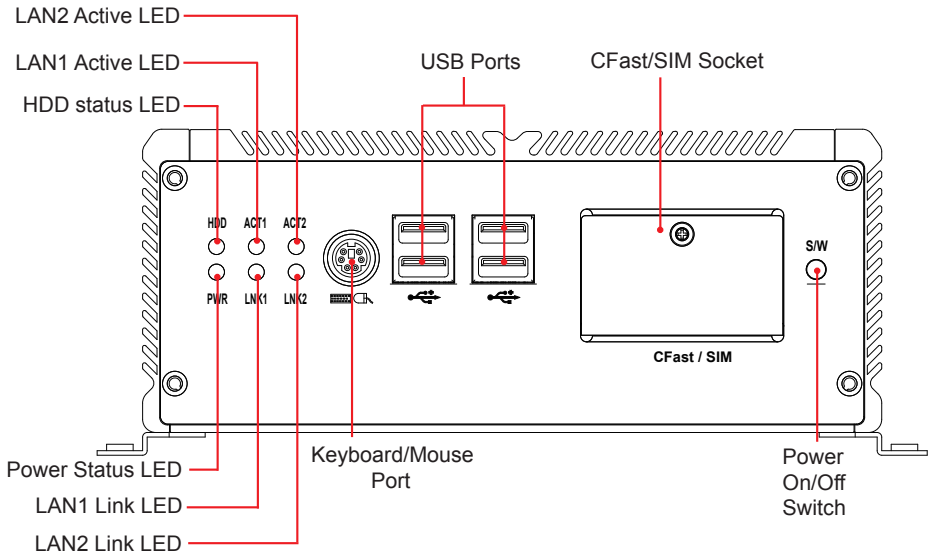 LAN2 Active LED
LAN1 Active LED
HDD status LED
USB Ports
CFast/SIM Socket
HDD ACT1 ACT2
PWR LNK1 LNK2
S/W
CFast / SIM
Power Status LED
LAN1 Link LED
LAN2 Link LED
Keyboard/Mouse
Port
Power
On/Off
Switch